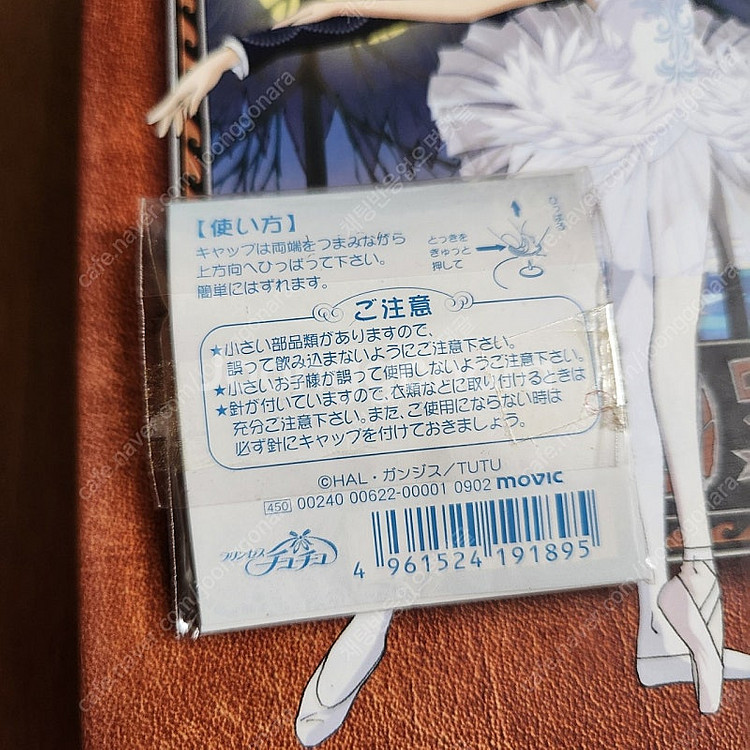 【使い方】
キャップは両端をつまみながら
上方向へひっぱって下さい。
簡単にはずれます。
とっきを
ぎゅっと
押して
ひっぱる
ご注意
★小さい部品類がありますので、
誤って飲み込まないようにご注意下さい。
★小さいお子様が誤って使用しないようご注意下さい。
★針が付いていますので、衣類などに取り付けるときは
充分ご注意下さい。また、ご使用にならない時は
必ず針にキャップを付けておきましょう。
©HAL・ガンジス/TUTU
450 00240 00622-00001 0902 movic
プリンセス
チュチュ
4 961524 191895
cafe.naver.com/joonggonara